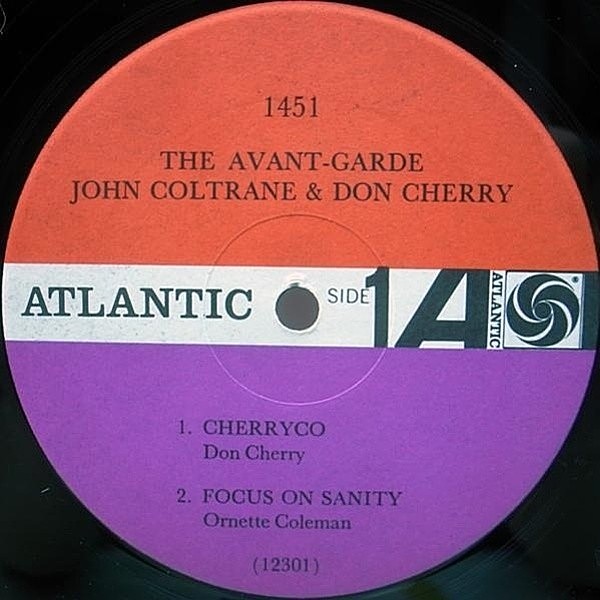 1451
THE AVANT-GARDE
JOHN COLTRANE & DON CHERRY
ATLANTIC
SIDE 1
A
ATLANTIC
®
1. CHERRYCO
Don Cherry
2. FOCUS ON SANITY
Ornette Coleman
(12301)